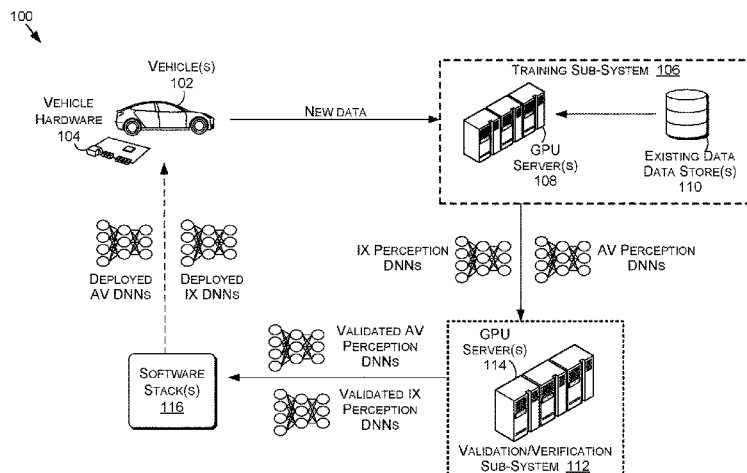 100
VEHICLE(S)
102
VEHICLE
HARDWARE
104
NEW DATA
TRAINING SUB-SYSTEM 106
GPU
SERVER(S)
108
EXISTING DATA
DATA STORE(S)
110
DEPLOYED
AV DNNS
DEPLOYED
IX DNNS
IX PERCEPTION
DNNS
AV PERCEPTION
DNNS
VALIDATED AV
PERCEPTION
DNNS
VALIDATED IX
PERCEPTION
DNNS
SOFTWARE
STACK(S)
116
GPU
SERVER(S)
114
VALIDATION/VERIFICATION
SUB-SYSTEM 112